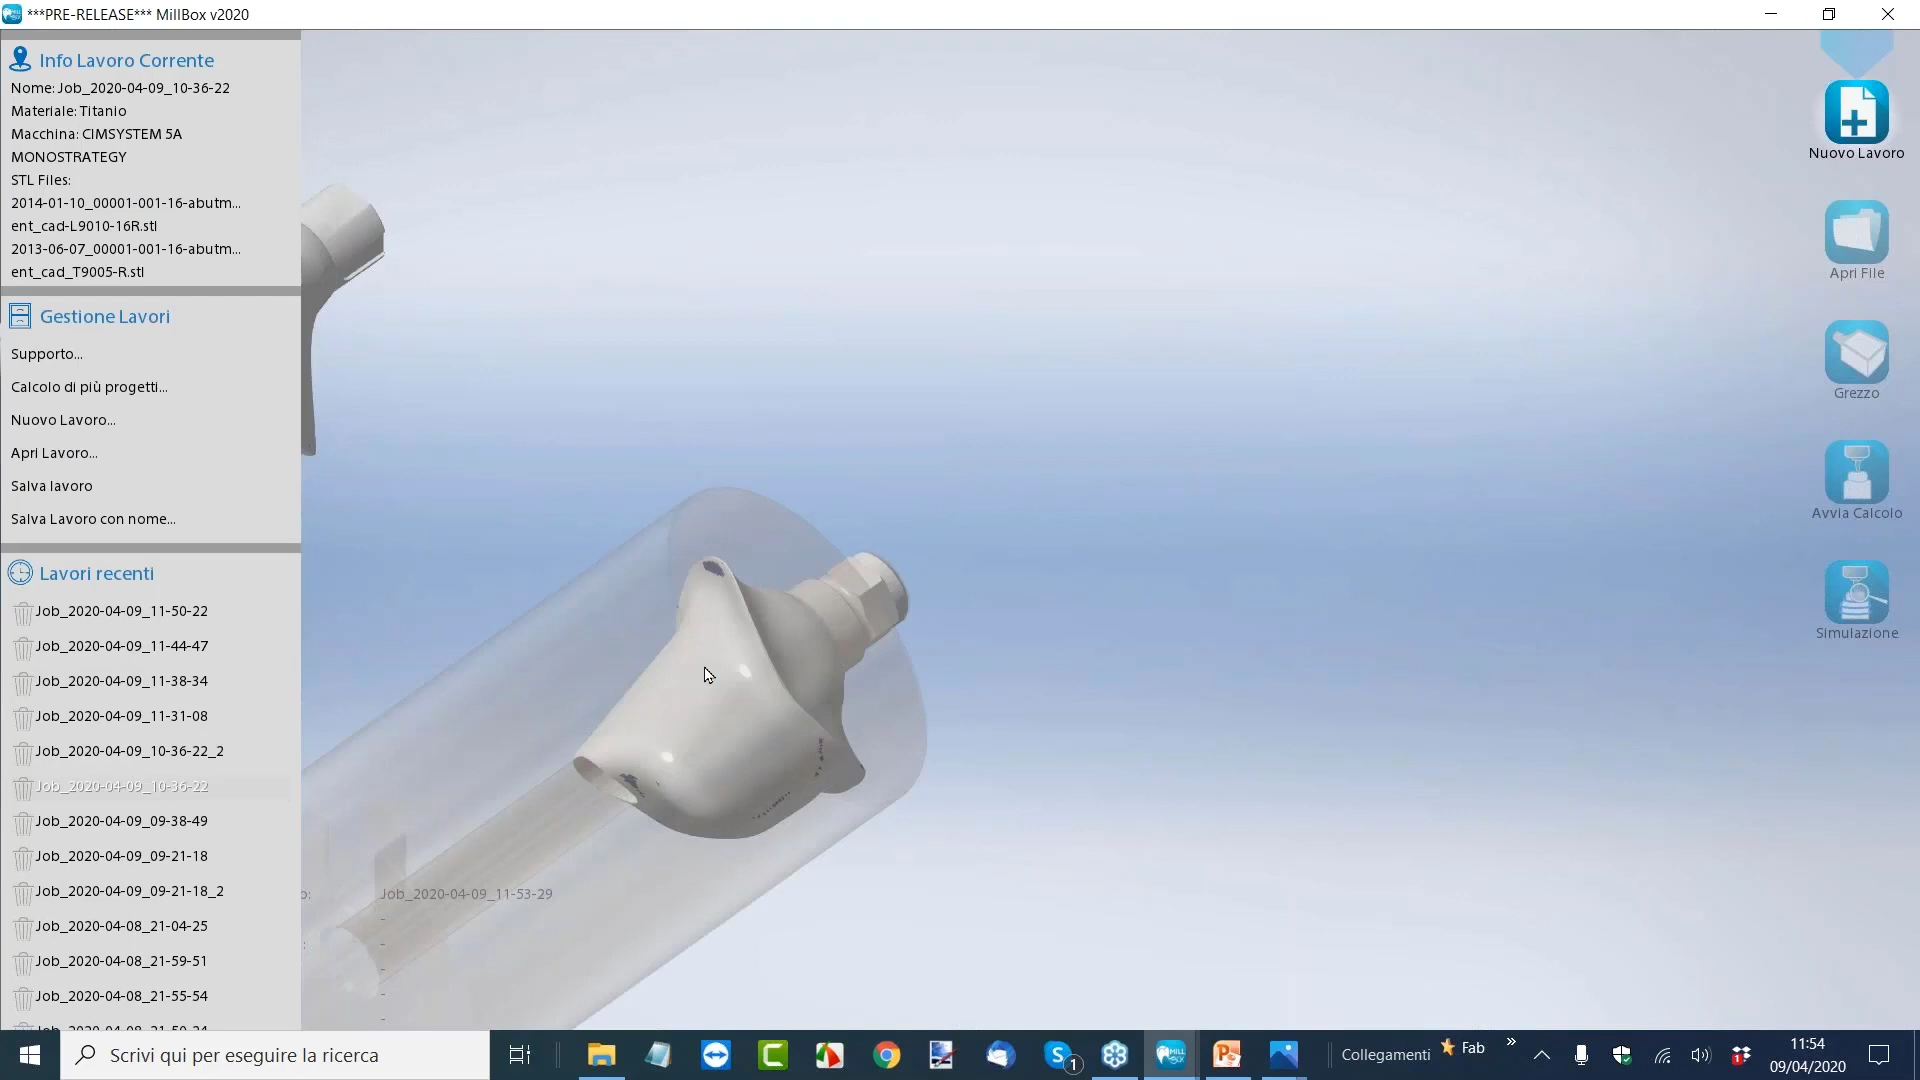 ***PRE-RELEASE*** MillBox v2020
Info Lavoro Corrente
Nome: Job_2020-04-09_10-36-22
Materiale: Titanio
Macchina: CIMSYSTEM 5A
MONOSTRATEGY
STL Files:
2014-01-10_00001-001-16-abutm...
ent_cad-L9010-16R.stl
2013-06-07_00001-001-16-abutm...
ent_cad_T9005-R.stl
Gestione Lavori
Supporto...
Calcolo di più progetti...
Nuovo Lavoro...
Apri Lavoro...
Salva lavoro
Salva Lavoro con nome...
Lavori recenti
Job_2020-04-09_11-50-22
Job_2020-04-09_11-44-47
Job_2020-04-09_11-38-34
Job_2020-04-09_11-31-08
Job_2020-04-09_10-36-22_2
Job_2020-04-09_10-36-22
Job_2020-04-09_09-38-49
Job_2020-04-09_09-21-18
Job_2020-04-09_09-21-18_2
Job_2020-04-08_21-04-25
Job_2020-04-08_21-59-51
Job_2020-04-08_21-55-54
o: Job_2020-04-09_11-53-29
Nuovo Lavoro
Apri File
Grezzo
Avvia Calcolo
Simulazione
Scrivi qui per eseguire la ricerca
Collegamenti
Fab
11:54
09/04/2020